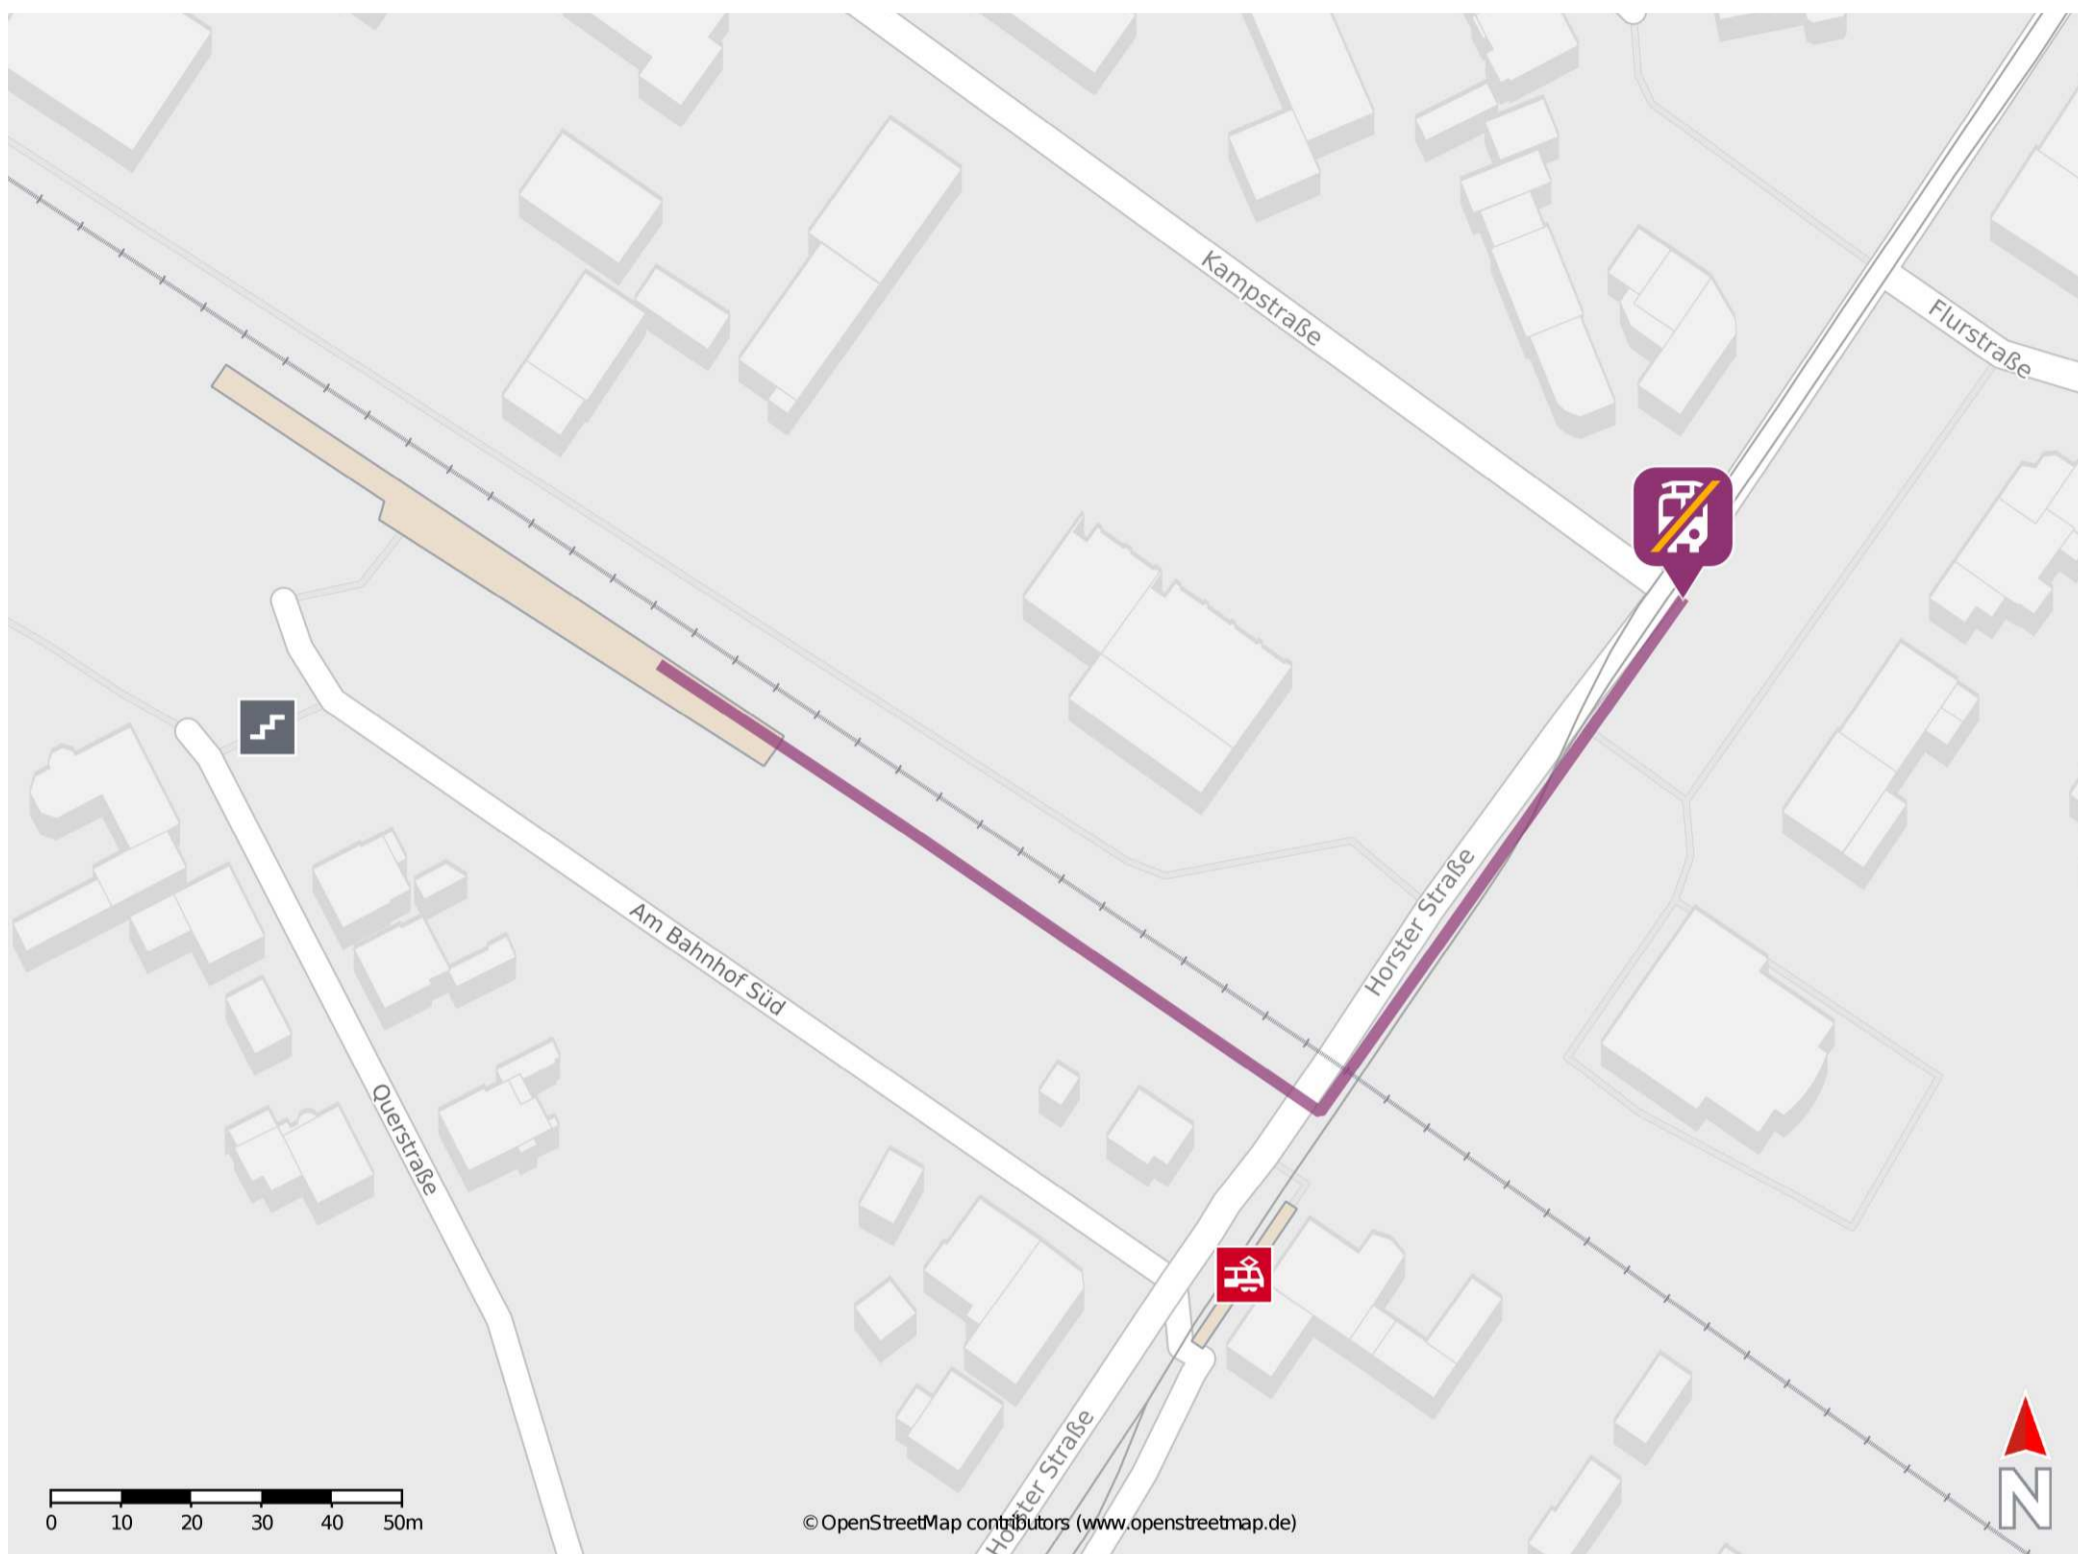 Kampstraße
Flurstraße
Horster Straße
Am Bahnhof Süd
Querstraße
Horster Straße
0 10 20 30 40 50m
© OpenStreetMap contributors (www.openstreetmap.de)
N